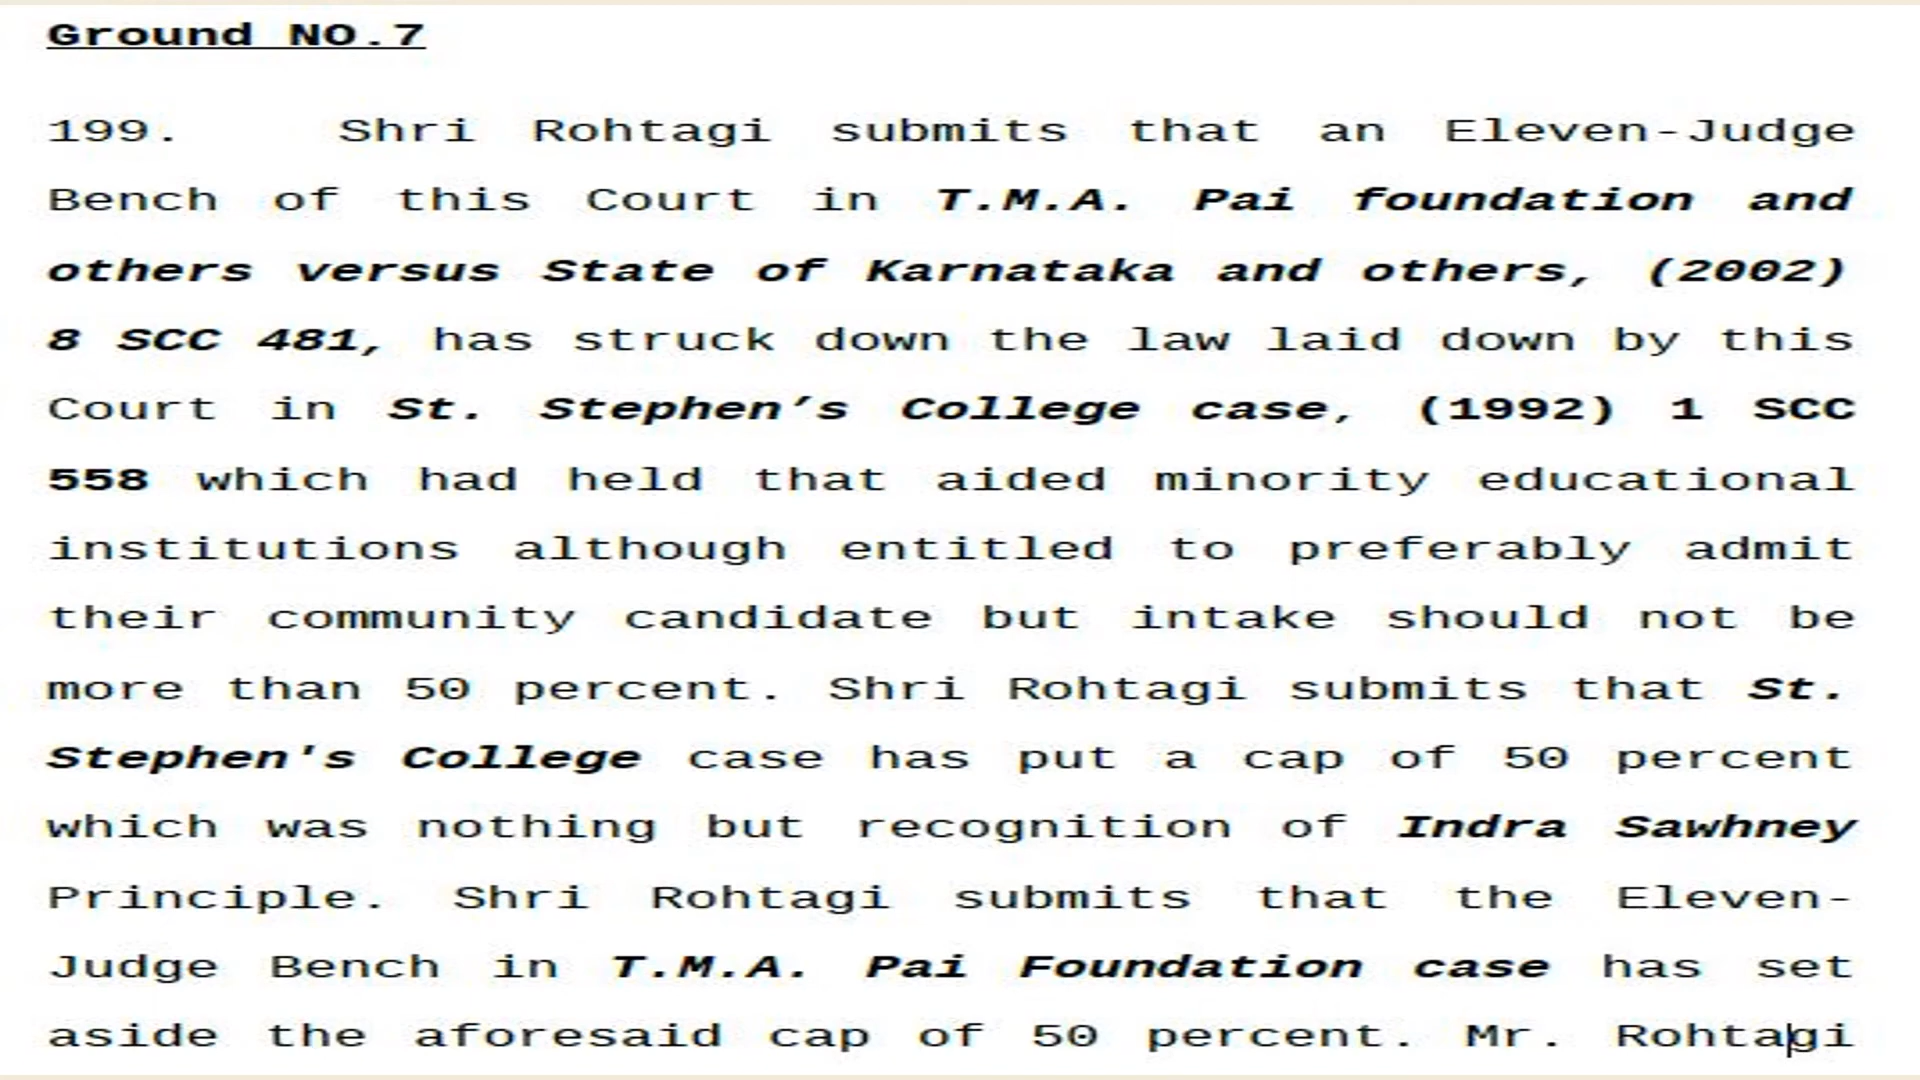 Ground NO.7
199. Shri Rohtagi submits that an Eleven-Judge
Bench of this Court in T.M.A. Pai foundation and
others versus State of Karnataka and others, (2002)
8 SCC 481, has struck down the law laid down by this
Court in St. Stephen’s College case, (1992) 1 SCC
558 which had held that aided minority educational
institutions although entitled to preferably admit
their community candidate but intake should not be
more than 50 percent. Shri Rohtagi submits that St.
Stephen's College case has put a cap of 50 percent
which was nothing but recognition of Indra Sawhney
Principle. Shri Rohtagi submits that the Eleven-
Judge Bench in T.M.A. Pai Foundation case has set
aside the aforesaid cap of 50 percent. Mr. Rohtagi